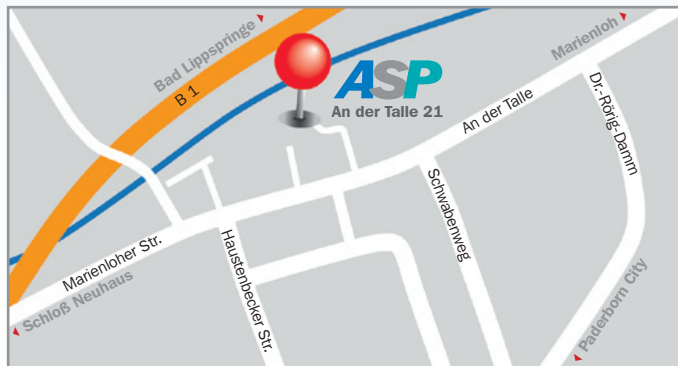 Bad Lippspringe
Marienloh
B 1
ASP
An der Talle 21
An der Talle
Dr.-Rörig-Damm
Schwabenweg
Marienloher Str.
Haustenbecker Str.
Schloß Neuhaus
Paderborn City